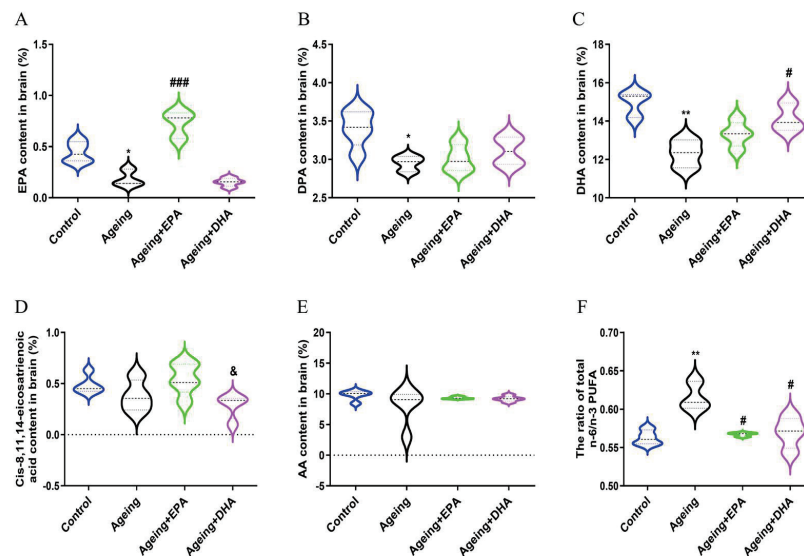 A
EPA content in brain (%)
1.5
1.0
0.5
0.0
*
###
Control
Ageing
Ageing+EPA
Ageing+DHA
B
DPA content in brain (%)
4.5
4.0
3.5
3.0
2.5
*
Control
Ageing
Ageing+EPA
Ageing+DHA
C
DHA content in brain (%)
18
16
14
12
10
**
#
Control
Ageing
Ageing+EPA
Ageing+DHA
D
Cis-8,11,14-eicosatrienoic
acid content in brain (%)
1.0
0.5
0.0
-0.5
&
Control
Ageing
Ageing+EPA
Ageing+DHA
E
AA content in brain (%)
20
15
10
5
0
-5
Control
Ageing
Ageing+EPA
Ageing+DHA
F
The ratio of total
n-6/n-3 PUFA
0.70
0.65
0.60
0.55
0.50
**
#
#
Control
Ageing
Ageing+EPA
Ageing+DHA